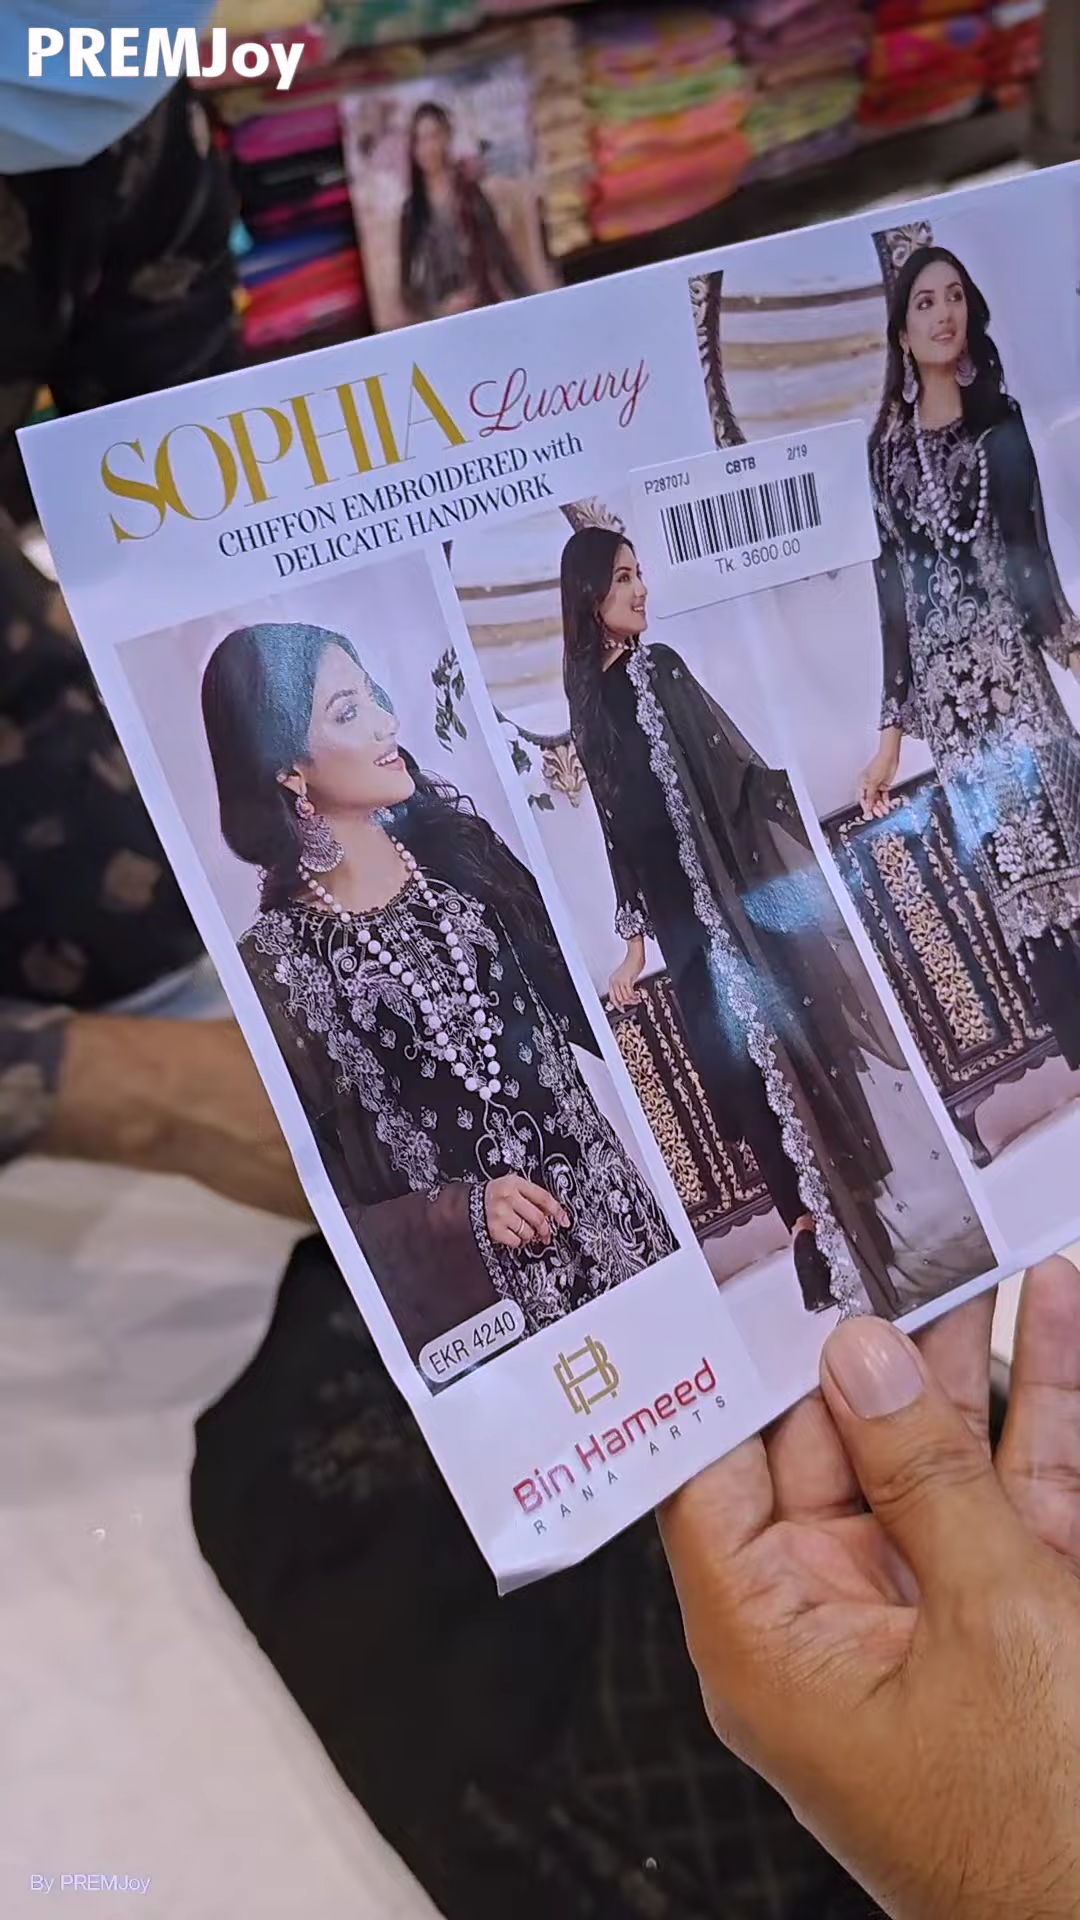 PREMJoy
SOPHIA Luxury
CHIFFON EMBROIDERED with
DELICATE HANDWORK
P28707J CBTB 2/19
Tk. 3600.00
EKR 4240
BH
Bin Hameed
RANA ARTS
By PREMJoy